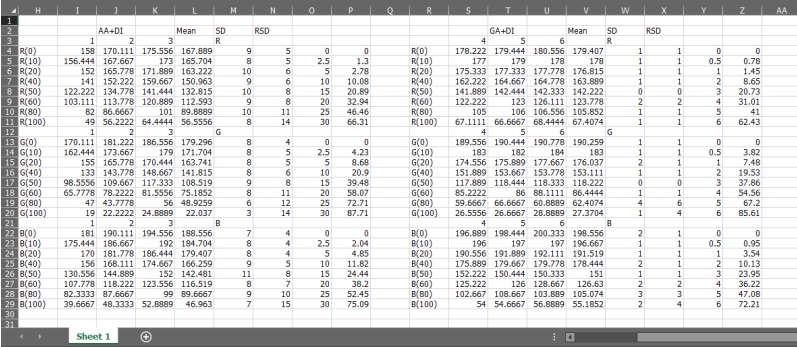 H I J K L M N O P Q R S T U V W X Y Z AA
1
2 AA+DI Mean SD RSD GA+DI Mean SD RSD
3 1 2 3 R 4 5 6 R
4 R(0) 158 170.111 175.556 167.889 9 5 0 0 R(0) 178.222 179.444 180.556 179.407 1 1 0 0
5 R(10) 156.444 167.667 173 165.704 8 5 2.5 1.3 R(10) 177 179 178 178 1 1 0.5 0.78
6 R(20) 152 165.778 171.889 163.222 10 6 5 2.78 R(20) 175.333 177.333 177.778 176.815 1 1 1 1.45
7 R(40) 141 152.222 159.667 150.963 9 6 10 10.08 R(40) 162.222 164.667 164.778 163.889 1 1 2 8.65
8 R(50) 122.222 134.778 141.444 132.815 10 8 15 20.89 R(50) 141.889 142.444 142.333 142.222 0 0 3 20.73
9 R(60) 103.111 113.778 120.889 112.593 9 8 20 32.94 R(60) 122.222 123 126.111 123.778 2 2 4 31.01
10 R(80) 82 86.6667 101 89.8889 10 11 25 46.46 R(80) 105 106 106.556 105.852 1 1 5 41
11 R(100) 49 56.2222 64.4444 56.5556 8 14 30 66.31 R(100) 67.1111 66.6667 68.4444 67.4074 1 1 6 62.43
12 1 2 3 G 4 5 6 G
13 G(0) 170.111 181.222 186.556 179.296 8 4 0 0 G(0) 189.556 190.444 190.778 190.259 1 1 0 0
14 G(10) 162.444 173.667 179 171.704 8 5 2.5 4.23 G(10) 183 182 184 183 1 1 0.5 3.82
15 G(20) 155 165.778 170.444 163.741 8 5 5 8.68 G(20) 174.556 175.889 177.667 176.037 2 1 1 7.48
16 G(40) 133 143.778 148.667 141.815 8 6 10 20.9 G(40) 151.889 153.667 153.778 153.111 1 1 2 19.53
17 G(50) 98.5556 109.667 117.333 108.519 9 8 15 39.48 G(50) 117.889 118.444 118.333 118.222 0 0 3 37.86
18 G(60) 65.7778 78.2222 81.5556 75.1852 8 11 20 58.07 G(60) 85.2222 86 88.1111 86.4444 1 1 4 54.56
19 G(80) 47 43.7778 56 48.9259 6 12 25 72.71 G(80) 59.6667 66.6667 60.8889 62.4074 4 6 5 67.2
20 G(100) 19 22.2222 24.8889 22.037 3 14 30 87.71 G(100) 26.5556 26.6667 28.8889 27.3704 1 4 6 85.61
21 1 2 3 B 4 5 6 B
22 B(0) 181 190.111 194.556 188.556 7 4 0 0 B(0) 196.889 198.444 200.333 198.556 2 1 0 0
23 B(10) 175.444 186.667 192 184.704 8 4 2.5 2.04 B(10) 196 197 197 196.667 1 1 0.5 0.95
24 B(20) 170 181.778 186.444 179.407 8 5 5 4.85 B(20) 190.556 191.889 192.111 191.519 1 1 1 3.54
25 B(40) 156 168.111 174.667 166.259 9 5 10 11.82 B(40) 175.889 179.667 179.778 178.444 2 1 2 10.13
26 B(50) 130.556 144.889 152 142.481 11 8 15 24.44 B(50) 152.222 150.444 150.333 151 1 1 3 23.95
27 B(60) 107.778 118.222 123.556 116.519 8 7 20 38.2 B(60) 125.222 126 128.667 126.63 2 2 4 36.22
28 B(80) 82.3333 87.6667 99 89.6667 9 10 25 52.45 B(80) 102.667 108.667 103.889 105.074 3 3 5 47.08
29 B(100) 39.6667 48.3333 52.8889 46.963 7 15 30 75.09 B(100) 54 54.6667 56.8889 55.1852 2 4 6 72.21
30
31
Sheet 1